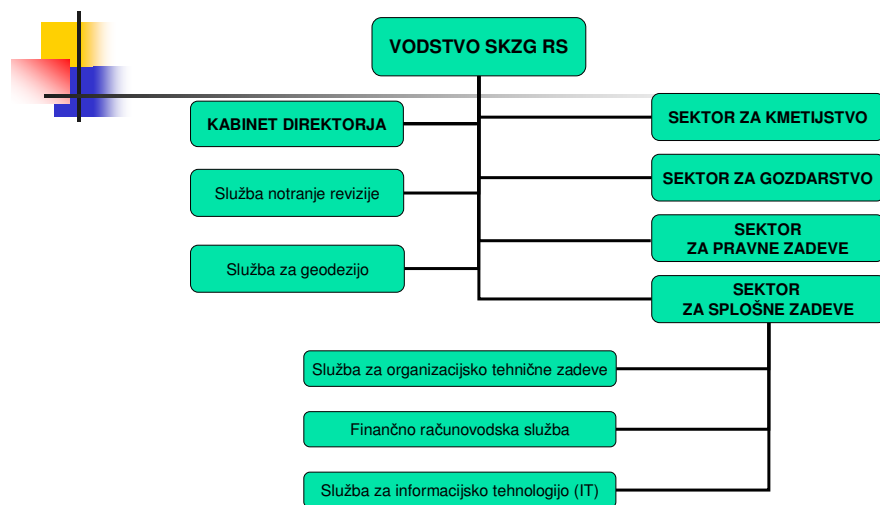 VODSTVO SKZG RS
KABINET DIREKTORJA
Služba notranje revizije
Služba za geodezijo
SEKTOR ZA KMETIJSTVO
SEKTOR ZA GOZDARSTVO
SEKTOR
ZA PRAVNE ZADEVE
SEKTOR
ZA SPLOŠNE ZADEVE
Služba za organizacijsko tehnične zadeve
Finančno računovodska služba
Služba za informacijsko tehnologijo (IT)